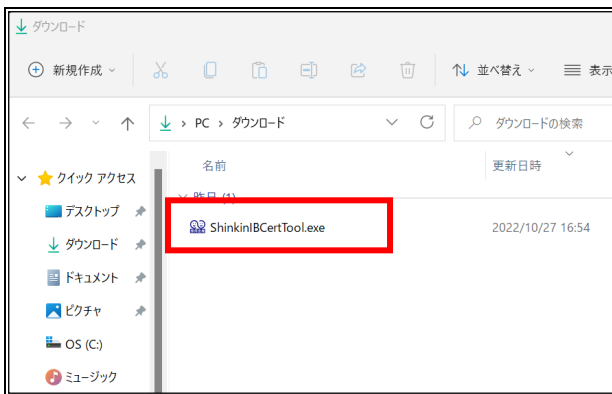 ダウンロード
新規作成
並べ替え
表示
PC › ダウンロード
ダウンロードの検索
名前
更新日時
クイック アクセス
昨日 (1)
デスクトップ
ShinkinIBCertTool.exe
2022/10/27 16:54
ダウンロード
ドキュメント
ピクチャ
OS (C:)
ミュージック